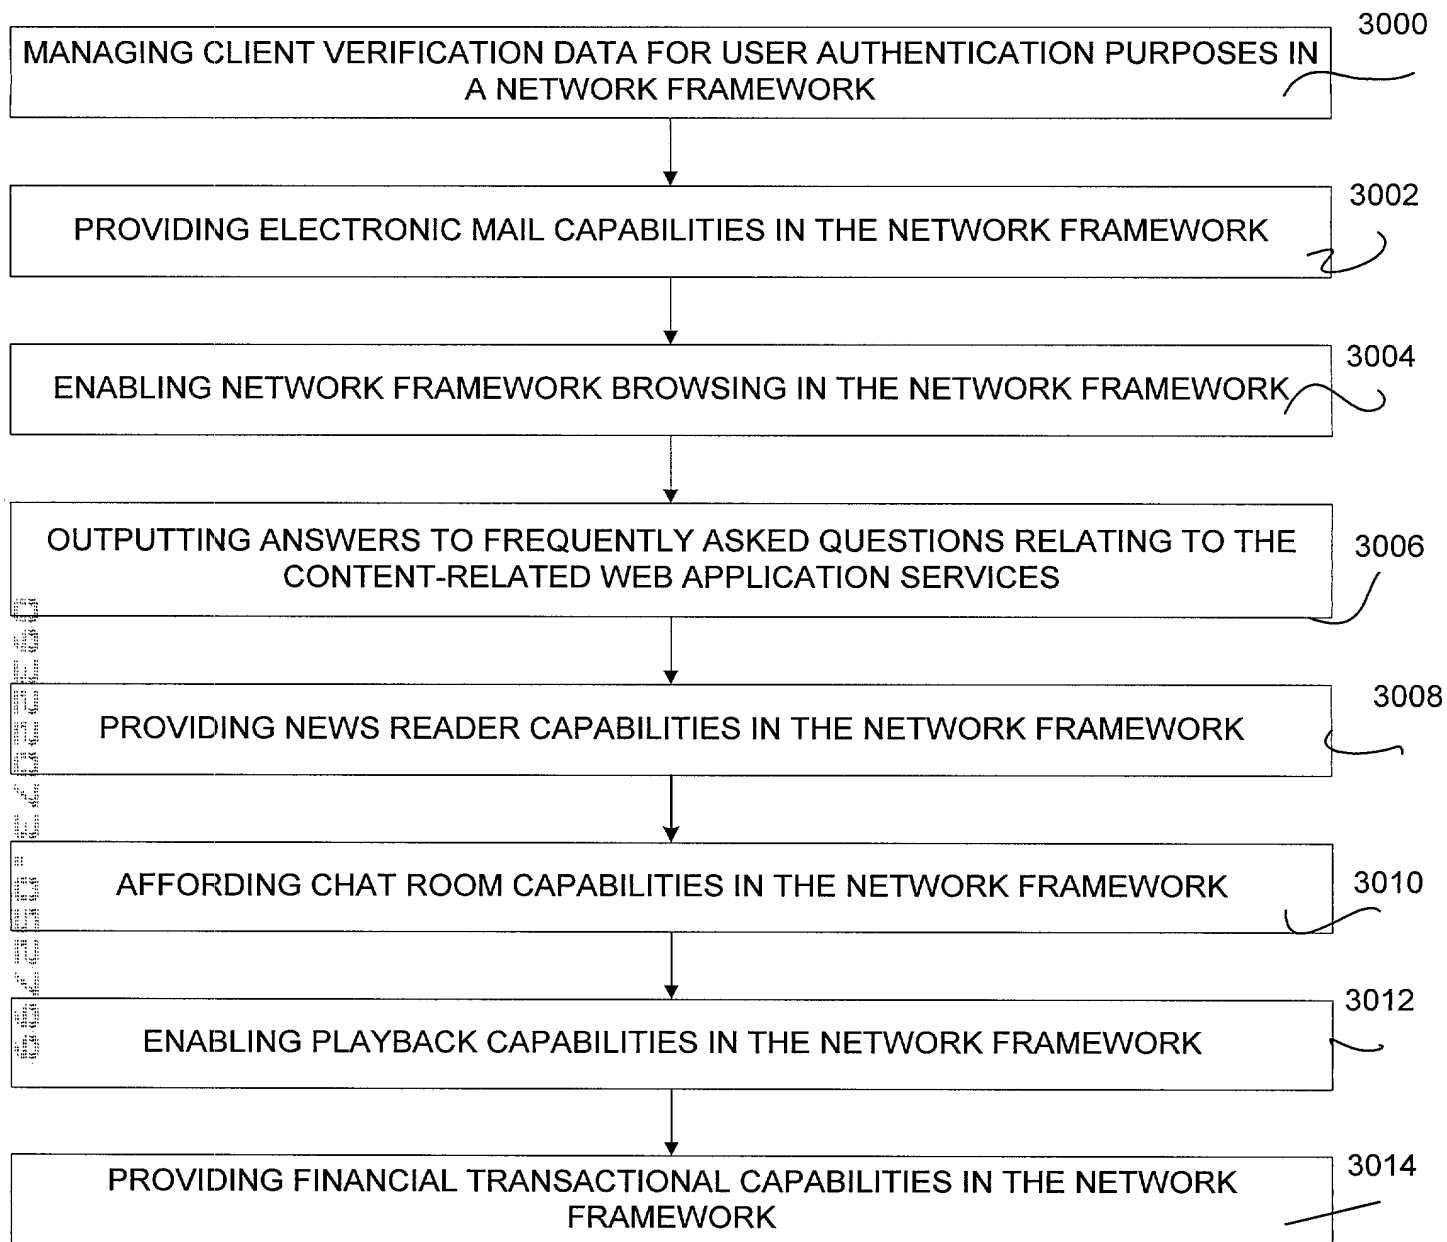 3000
MANAGING CLIENT VERIFICATION DATA FOR USER AUTHENTICATION PURPOSES IN
A NETWORK FRAMEWORK
3002
PROVIDING ELECTRONIC MAIL CAPABILITIES IN THE NETWORK FRAMEWORK
3004
ENABLING NETWORK FRAMEWORK BROWSING IN THE NETWORK FRAMEWORK
OUTPUTTING ANSWERS TO FREQUENTLY ASKED QUESTIONS RELATING TO THE
CONTENT-RELATED WEB APPLICATION SERVICES
3006
3008
PROVIDING NEWS READER CAPABILITIES IN THE NETWORK FRAMEWORK
AFFORDING CHAT ROOM CAPABILITIES IN THE NETWORK FRAMEWORK
3010
3012
ENABLING PLAYBACK CAPABILITIES IN THE NETWORK FRAMEWORK
3014
PROVIDING FINANCIAL TRANSACTIONAL CAPABILITIES IN THE NETWORK
FRAMEWORK